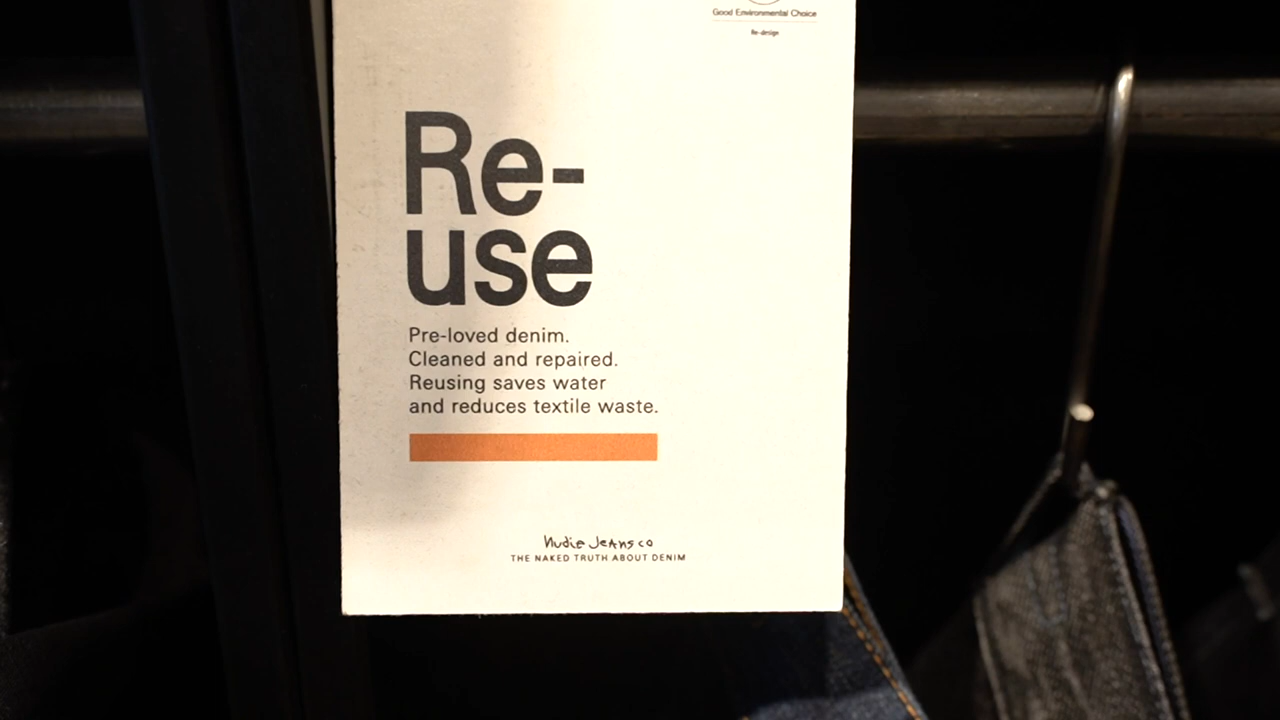 Good Environmental Choice
Re-design
Re-
use
Pre-loved denim.
Cleaned and repaired.
Reusing saves water
and reduces textile waste.
Nudie Jeans co
THE NAKED TRUTH ABOUT DENIM